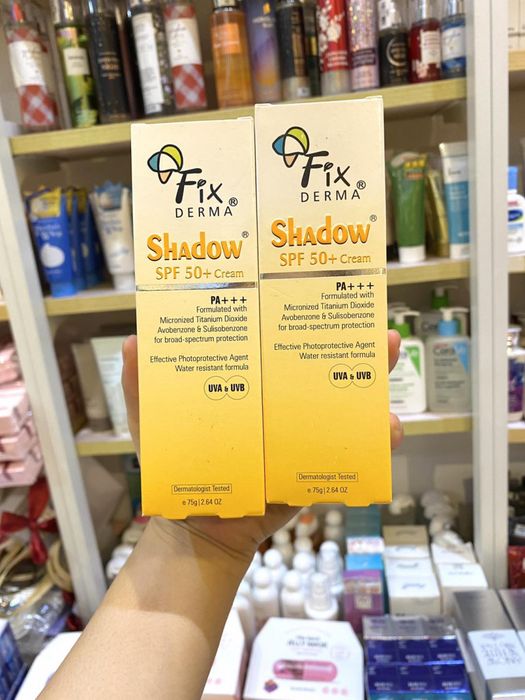 Fix
DERMA®
Shadow®
SPF 50+ Cream
PA+++
Formulated with
Micronized Titanium Dioxide
Avobenzone & Sulisobenzone
for broad-spectrum protection
Effective Photoprotective Agent
Water resistant formula
UVA & UVB
Dermatologist Tested
e 75g | 2.64 OZ
Fix
DERMA®
Shadow®
SPF 50+ Cream
PA+++
Formulated with
Micronized Titanium Dioxide
Avobenzone & Sulisobenzone
for broad-spectrum protection
Effective Photoprotective Agent
Water resistant formula
UVA & UVB
Dermatologist Tested
e 75g | 2.64 OZ
JELLY MASK